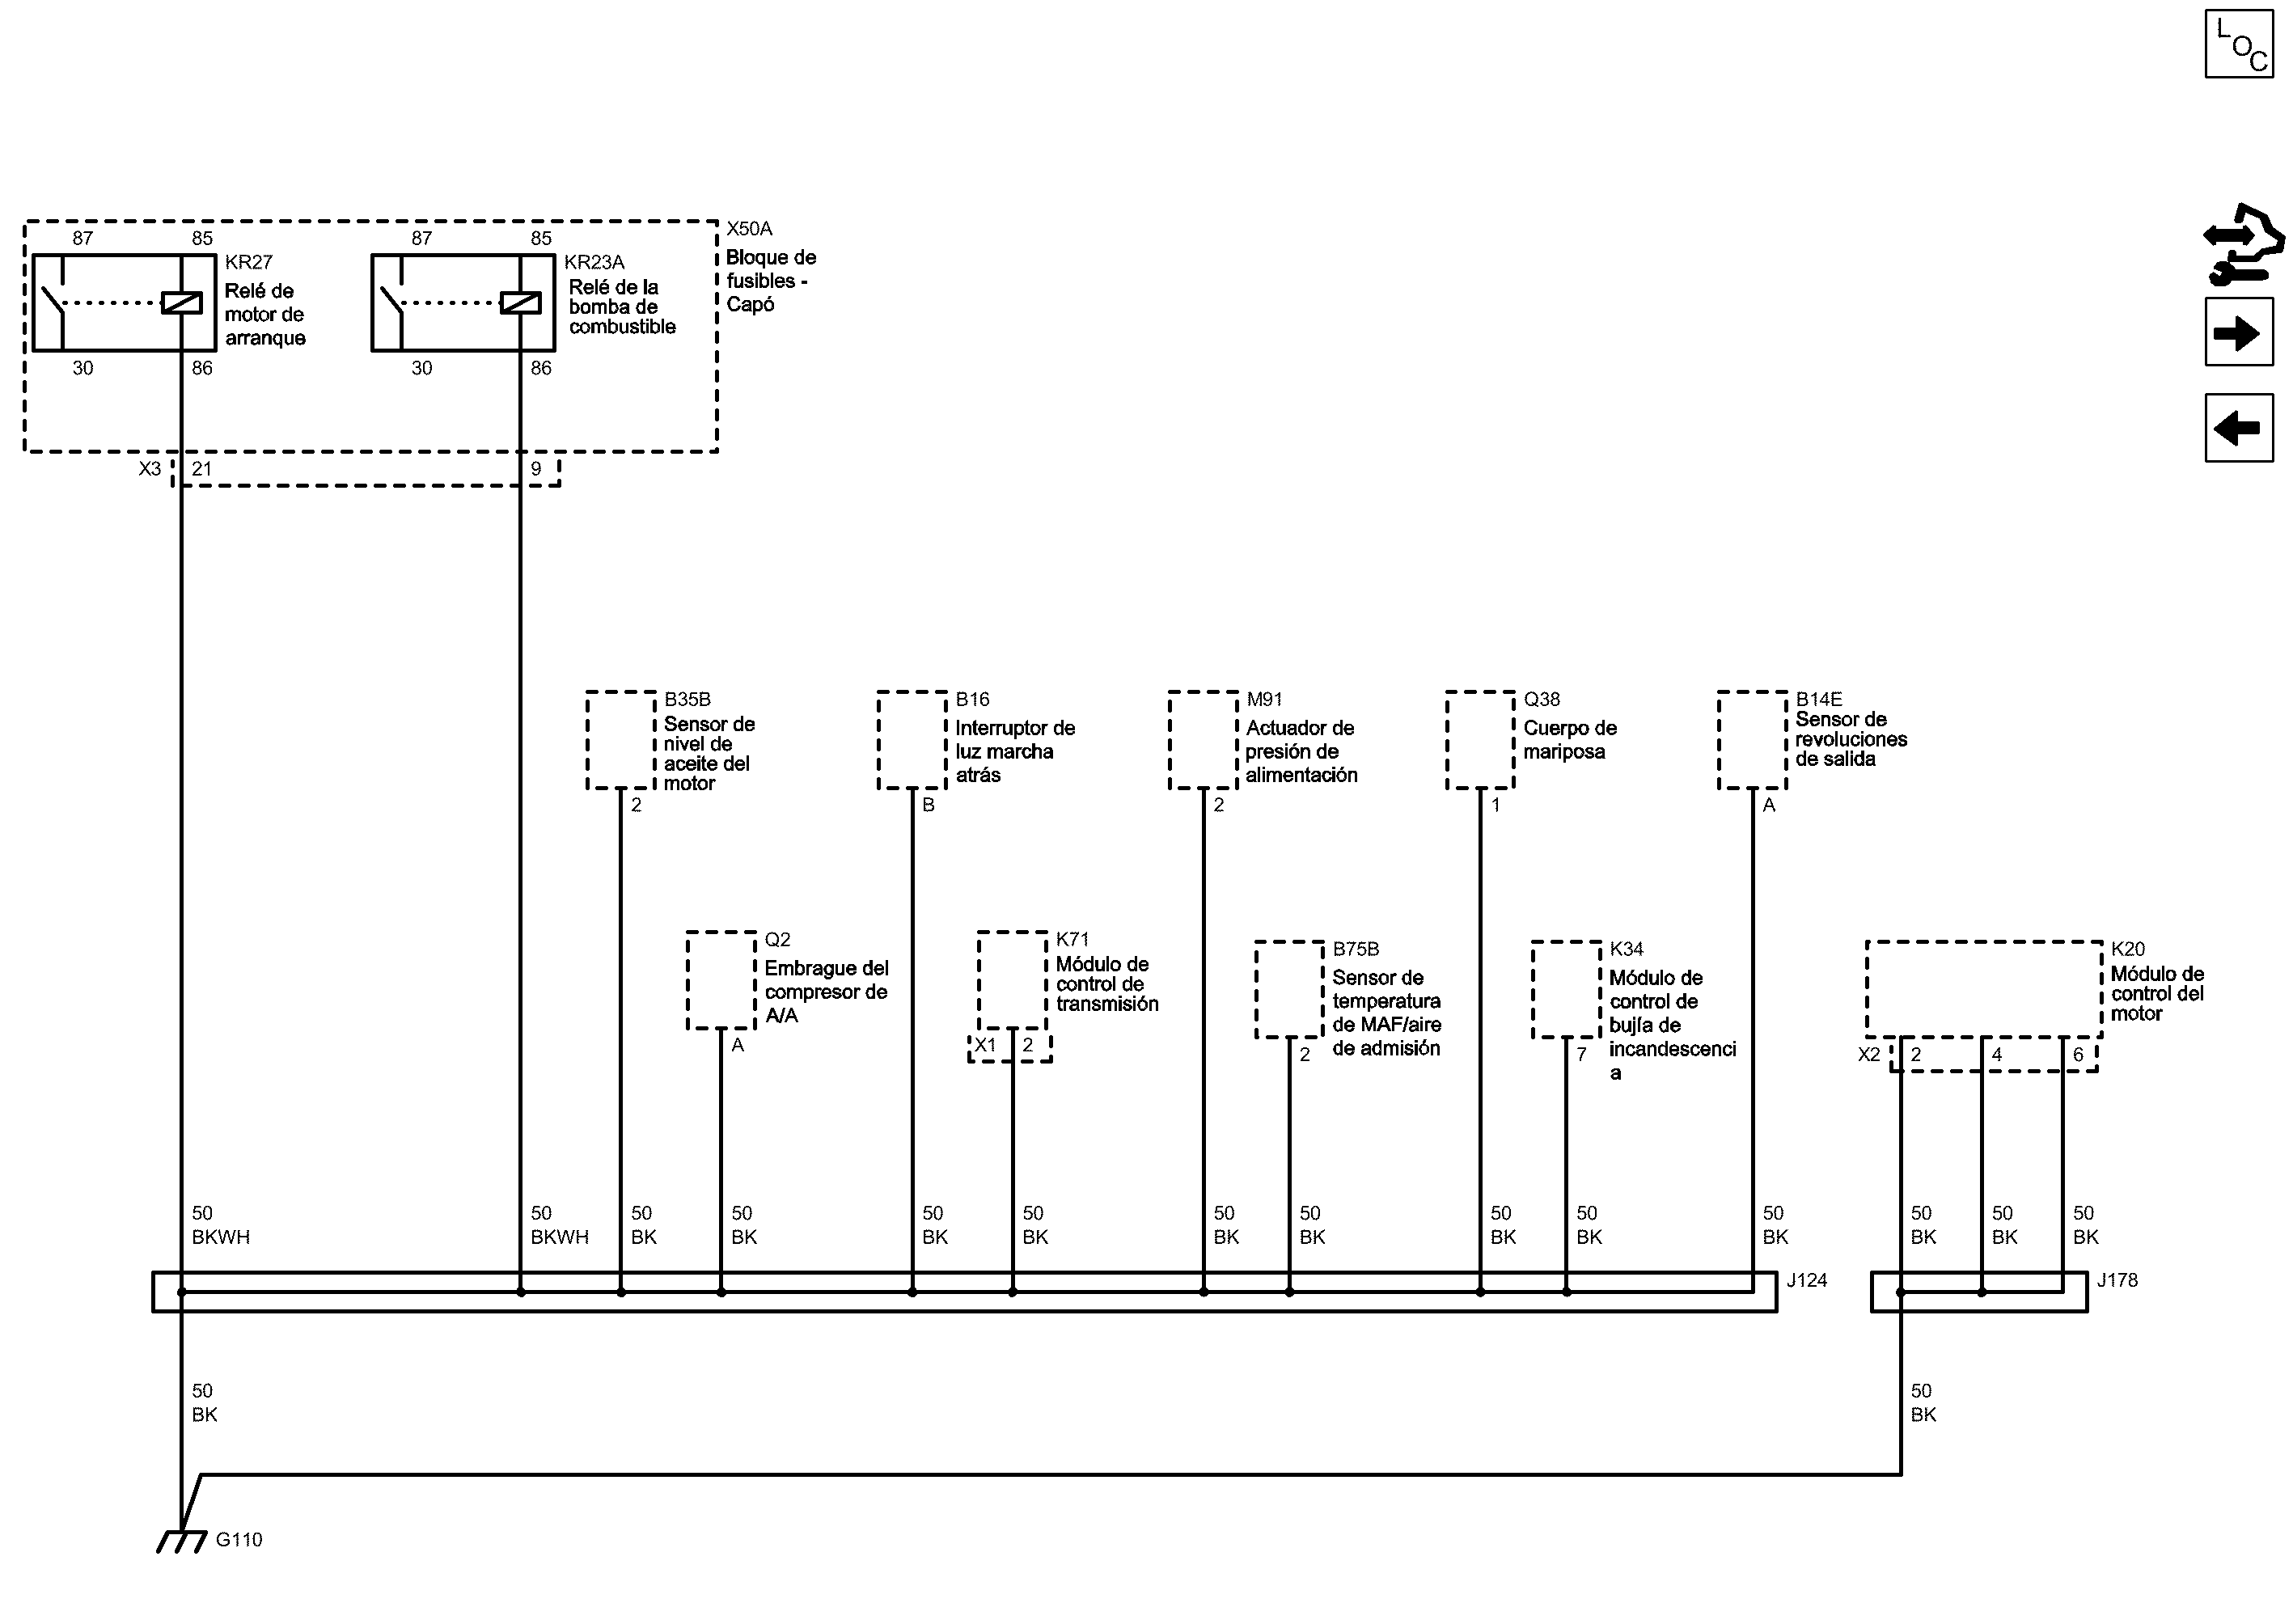 LOC
87
85
87
85
X50A
Bloque de
fusibles -
Capó
KR27
Relé de
motor de
arranque
KR23A
Relé de la
bomba de
combustible
30
86
30
86
X3
21
9
B35B
Sensor de
nivel de
aceite del
motor
2
B16
Interruptor de
luz marcha
atrás
B
M91
Actuador de
presión de
alimentación
2
Q38
Cuerpo de
mariposa
1
B14E
Sensor de
revoluciones
de salida
A
Q2
Embrague del
compresor de
A/A
A
K71
Módulo de
control de
transmisión
X1
2
B75B
Sensor de
temperatura
de MAF/aire
de admisión
2
K34
Módulo de
control de
bujía de
incandescenci
a
7
K20
Módulo de
control del
motor
X2
2
4
6
50
BKWH
50
BKWH
50
BK
50
BK
50
BK
50
BK
50
BK
50
BK
50
BK
50
BK
50
BK
50
BK
50
BK
50
BK
J124
J178
50
BK
50
BK
G110